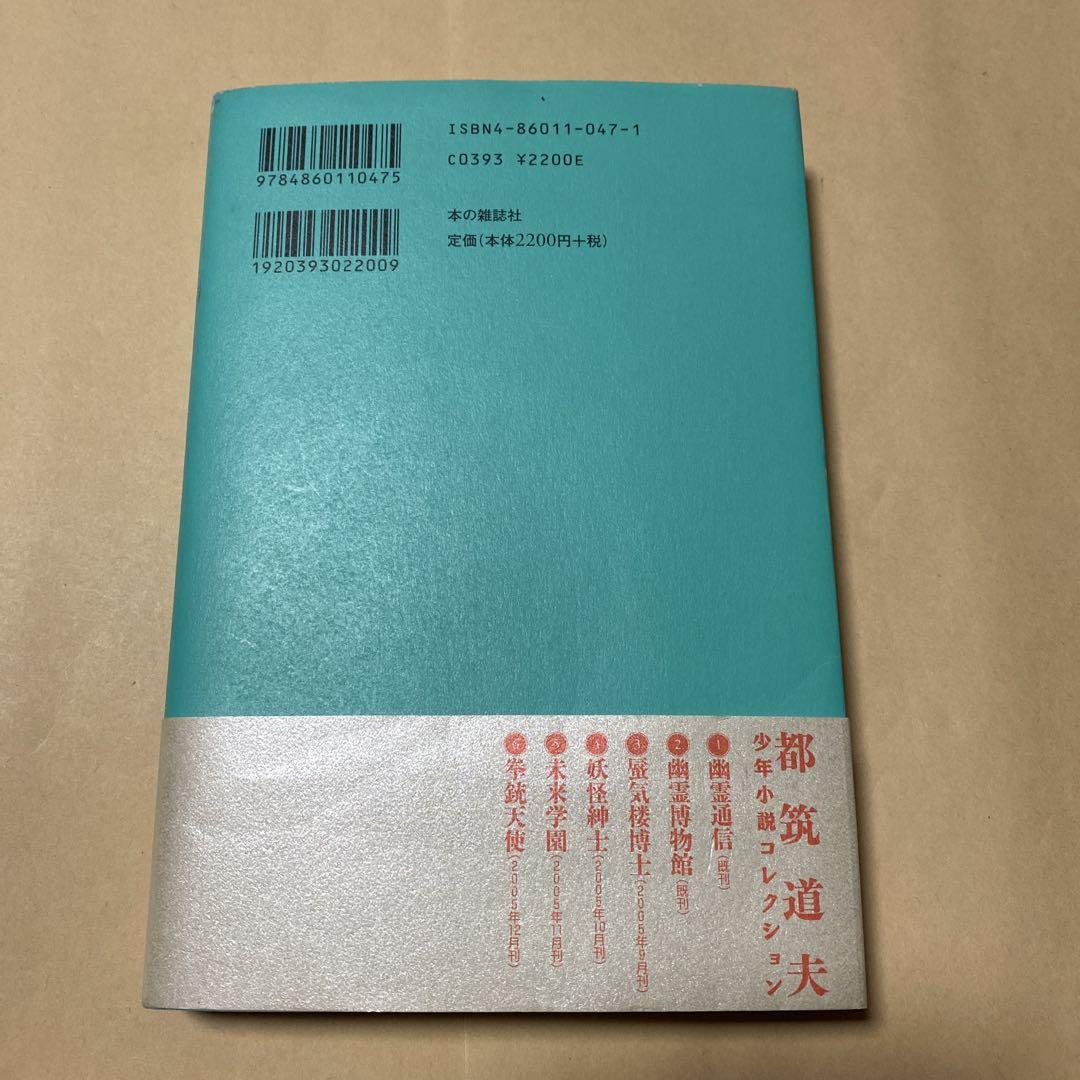 ISBN4-86011-047-1
9784860110475
C0393 ¥2200E
1920393022009
本の雑誌社
定価(本体2200円+税)
都筑道夫
少年小説コレクション
1 幽霊通信(既刊)
2 幽霊博物館(既刊)
3 蜃気楼博士(2005年9月刊)
4 妖怪紳士(2005年10月刊)
5 未来学園(2005年11月刊)
6 拳銃天使(2005年12月刊)